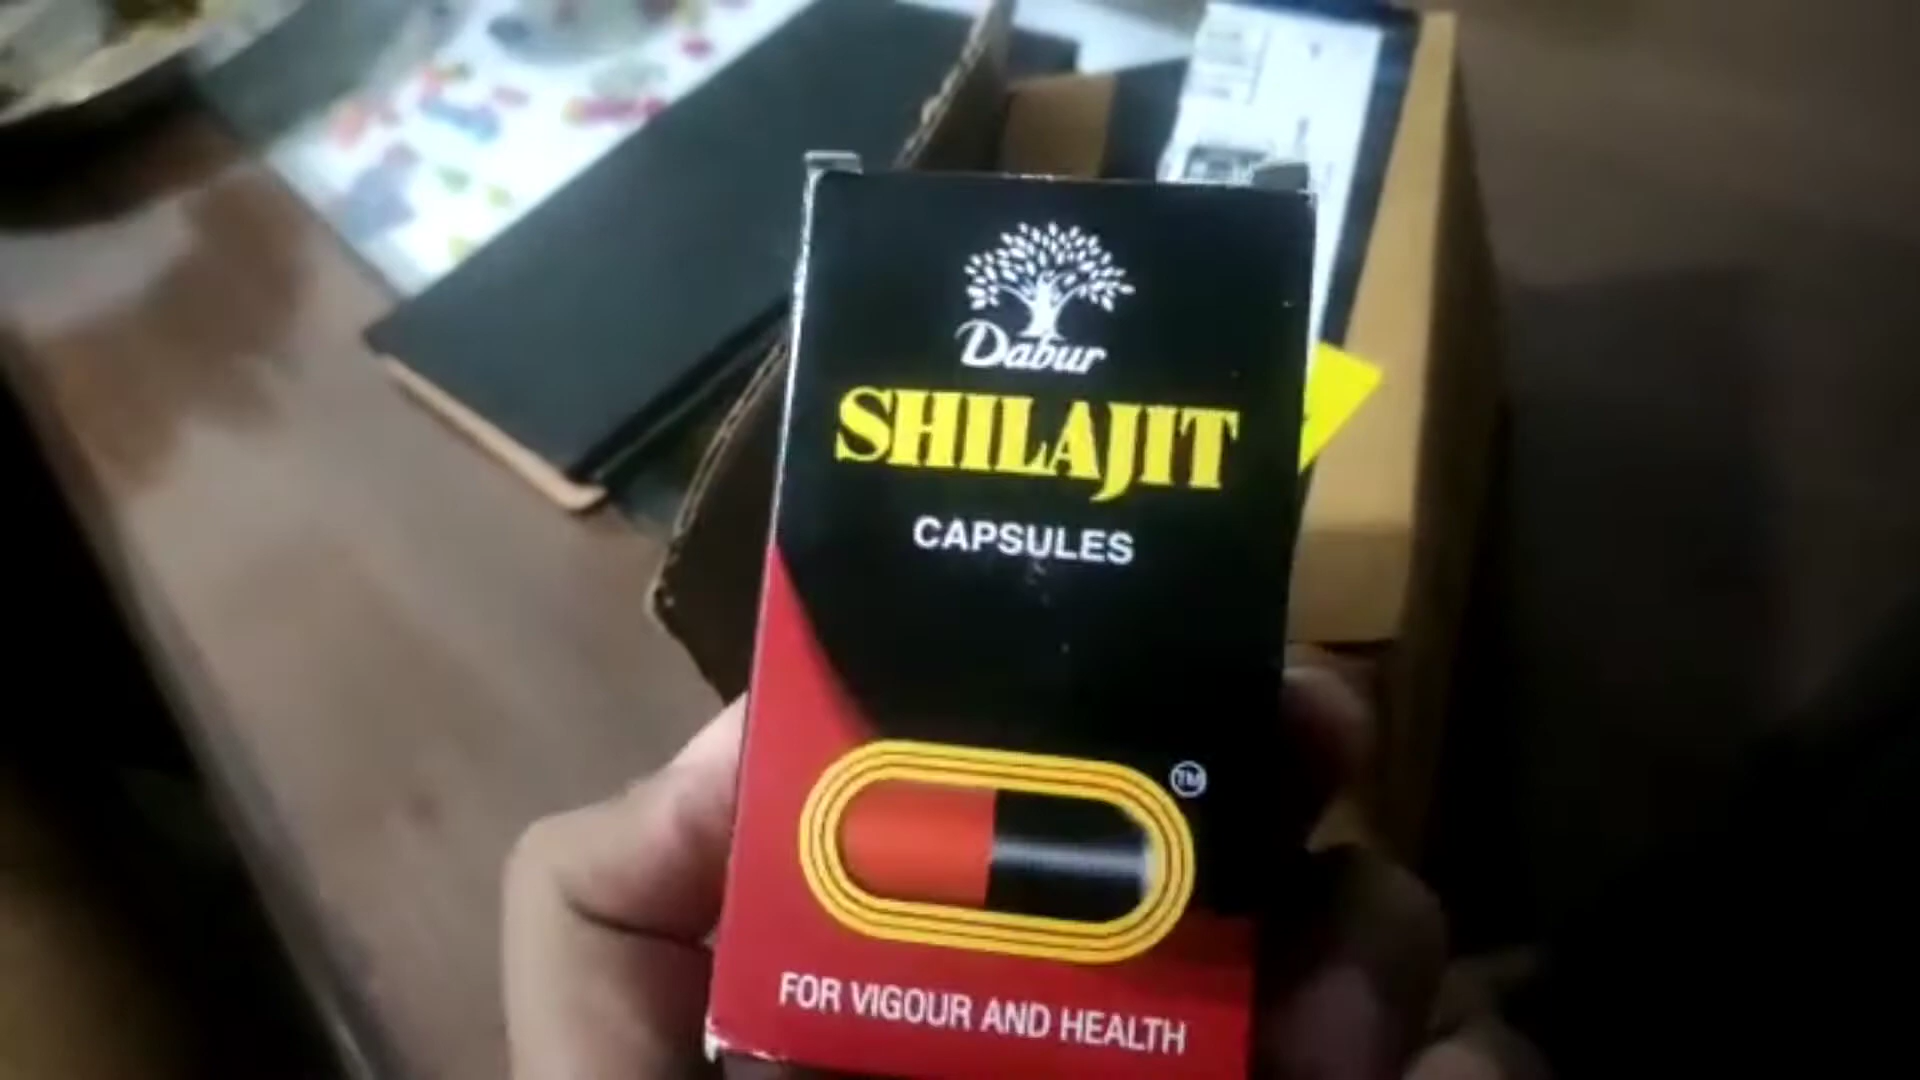 Dabur
SHILAJIT
CAPSULES
TM
FOR VIGOUR AND HEALTH